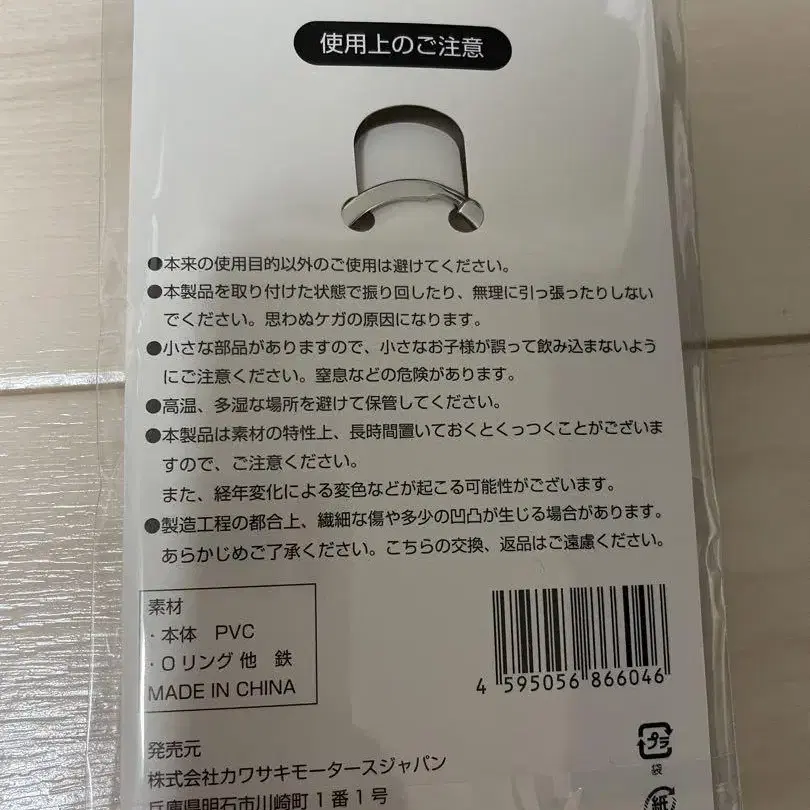 使用上のご注意
●本来の使用目的以外のご使用は避けてください。
●本製品を取り付けた状態で振り回したり、無理に引っ張ったりしない
でください。思わぬケガの原因になります。
●小さな部品がありますので、小さなお子様が誤って飲み込まないよう
にご注意ください。窒息などの危険があります。
●高温、多湿な場所を避けて保管してください。
●本製品は素材の特性上、長時間置いておくとくっつくことがございま
すので、ご注意ください。
また、経年変化による変色などが起こる可能性がございます。
●製造工程の都合上、繊細な傷や多少の凹凸が生じる場合があります。
あらかじめご了承ください。こちらの交換、返品はご遠慮ください。
素材
・本体 PVC
・Oリング 他 鉄
MADE IN CHINA
4 595056 866046
プラ
袋
発売元
株式会社カワサキモータースジャパン
兵庫県明石市川崎町1番1号
紙